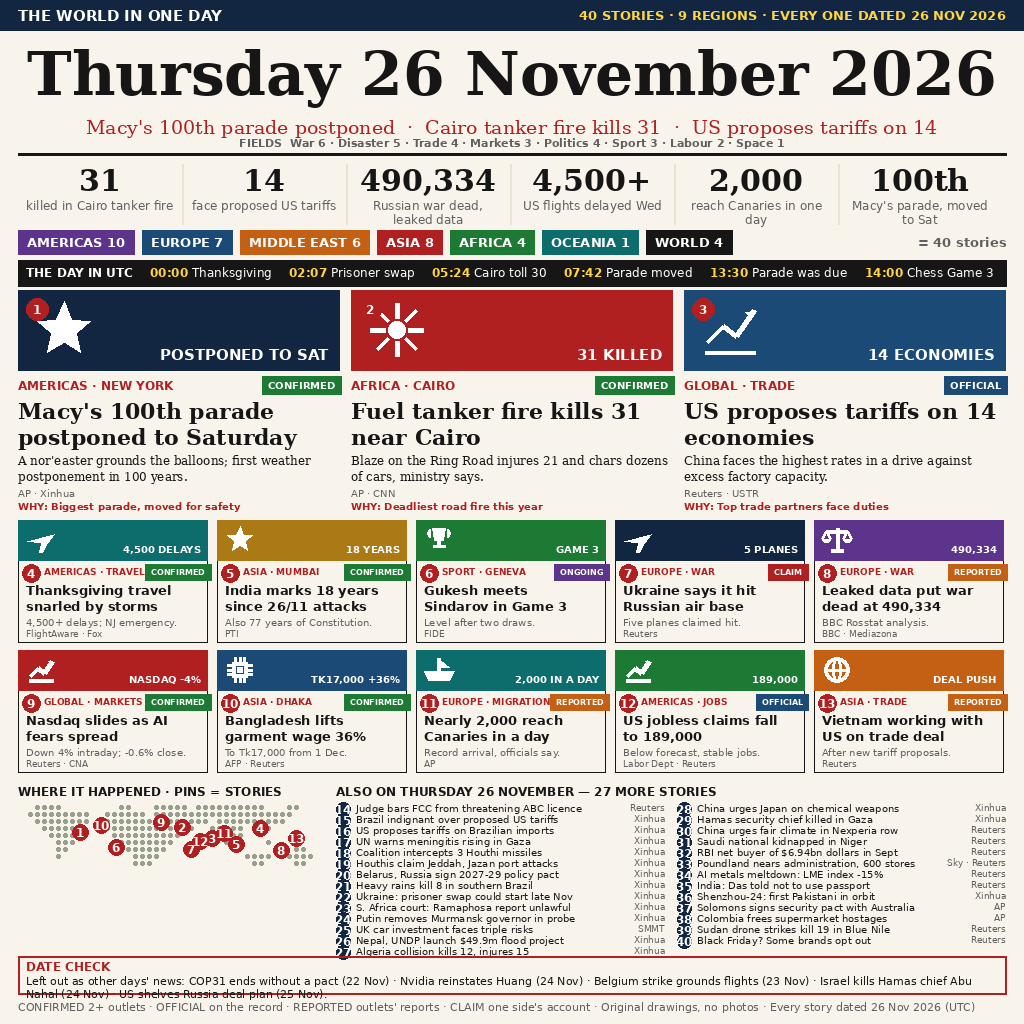 THE WORLD IN ONE DAY
40 STORIES · 9 REGIONS · EVERY ONE DATED 26 NOV 2026
Thursday 26 November 2026
Macy's 100th parade postponed · Cairo tanker fire kills 31 · US proposes tariffs on 14
FIELDS War 6 · Disaster 5 · Trade 4 · Markets 3 · Politics 4 · Sport 3 · Labour 2 · Space 1
31
killed in Cairo tanker fire
14
face proposed US tariffs
490,334
Russian war dead,
leaked data
4,500+
US flights delayed Wed
2,000
reach Canaries in one
day
100th
Macy's parade, moved
to Sat
AMERICAS 10
EUROPE 7
MIDDLE EAST 6
ASIA 8
AFRICA 4
OCEANIA 1
WORLD 4
= 40 stories
THE DAY IN UTC 00:00 Thanksgiving 02:07 Prisoner swap 05:24 Cairo toll 30 07:42 Parade moved 13:30 Parade was due 14:00 Chess Game 3
1
POSTPONED TO SAT
AMERICAS · NEW YORK
CONFIRMED
Macy's 100th parade
postponed to Saturday
A nor'easter grounds the balloons; first weather
postponement in 100 years.
AP · Xinhua
WHY: Biggest parade, moved for safety
2
31 KILLED
AFRICA · CAIRO
CONFIRMED
Fuel tanker fire kills 31
near Cairo
Blaze on the Ring Road injures 21 and chars dozens
of cars, ministry says.
AP · CNN
WHY: Deadliest road fire this year
3
14 ECONOMIES
GLOBAL · TRADE
OFFICIAL
US proposes tariffs on 14
economies
China faces the highest rates in a drive against
excess factory capacity.
Reuters · USTR
WHY: Top trade partners face duties
4,500 DELAYS
4
AMERICAS · TRAVEL
CONFIRMED
Thanksgiving travel
snarled by storms
4,500+ delays; NJ emergency.
FlightAware · Fox
18 YEARS
5
ASIA · MUMBAI
CONFIRMED
India marks 18 years
since 26/11 attacks
Also 77 years of Constitution.
PTI
GAME 3
6
SPORT · GENEVA
ONGOING
Gukesh meets
Sindarov in Game 3
Level after two draws.
FIDE
5 PLANES
7
EUROPE · WAR
CLAIM
Ukraine says it hit
Russian air base
Five planes claimed hit.
Reuters
490,334
8
EUROPE · WAR
REPORTED
Leaked data put war
dead at 490,334
BBC Rosstat analysis.
BBC · Mediazona
NASDAQ -4%
9
GLOBAL · MARKETS
CONFIRMED
Nasdaq slides as AI
fears spread
Down 4% intraday; -0.6% close.
Reuters · CNA
TK17,000 +36%
10
ASIA · DHAKA
CONFIRMED
Bangladesh lifts
garment wage 36%
To Tk17,000 from 1 Dec.
AFP · Reuters
2,000 IN A DAY
11
EUROPE · MIGRATION
REPORTED
Nearly 2,000 reach
Canaries in a day
Record arrival, officials say.
AP
189,000
12
AMERICAS · JOBS
OFFICIAL
US jobless claims fall
to 189,000
Below forecast, stable jobs.
Labor Dept · Reuters
DEAL PUSH
13
ASIA · TRADE
REPORTED
Vietnam working with
US on trade deal
After new tariff proposals.
Reuters
WHERE IT HAPPENED · PINS = STORIES
1 10 6 9 2 7 12 3 11 5 4 8 13
ALSO ON THURSDAY 26 NOVEMBER — 27 MORE STORIES
14 Judge bars FCC from threatening ABC licence Reuters
15 Brazil indignant over proposed US tariffs Xinhua
16 US proposes tariffs on Brazilian imports Xinhua
17 UN warns meningitis rising in Gaza Xinhua
18 Coalition intercepts 3 Houthi missiles Xinhua
19 Houthis claim Jeddah, Jazan port attacks Xinhua
20 Belarus, Russia sign 2027-29 policy pact Xinhua
21 Heavy rains kill 8 in southern Brazil Xinhua
22 Ukraine: prisoner swap could start late Nov Xinhua
23 S. Africa court: Ramaphosa report unlawful Xinhua
24 Putin removes Murmansk governor in probe Xinhua
25 UK car investment faces triple risks SMMT
26 Nepal, UNDP launch $49.9m flood project Xinhua
27 Algeria collision kills 12, injures 15 Xinhua
28 China urges Japan on chemical weapons Xinhua
29 Hamas security chief killed in Gaza Xinhua
30 China urges fair climate in Nexperia row Reuters
31 Saudi national kidnapped in Niger Reuters
32 RBI net buyer of $6.94bn dollars in Sept Reuters
33 Poundland nears administration, 600 stores Sky · Reuters
34 AI metals meltdown: LME index -15% Reuters
35 India: Das told not to use passport Reuters
36 Shenzhou-24: first Pakistani in orbit Xinhua
37 Solomons signs security pact with Australia AP
38 Colombia frees supermarket hostages AP
39 Sudan drone strikes kill 19 in Blue Nile Reuters
40 Black Friday? Some brands opt out Reuters
DATE CHECK
Left out as other days' news: COP31 ends without a pact (22 Nov) · Nvidia reinstates Huang (24 Nov) · Belgium strike grounds flights (23 Nov) · Israel kills Hamas chief Abu
Nahal (24 Nov) · US shelves Russia deal plan (25 Nov).
CONFIRMED 2+ outlets · OFFICIAL on the record · REPORTED outlets' reports · CLAIM one side's account · Original drawings, no photos · Every story dated 26 Nov 2026 (UTC)